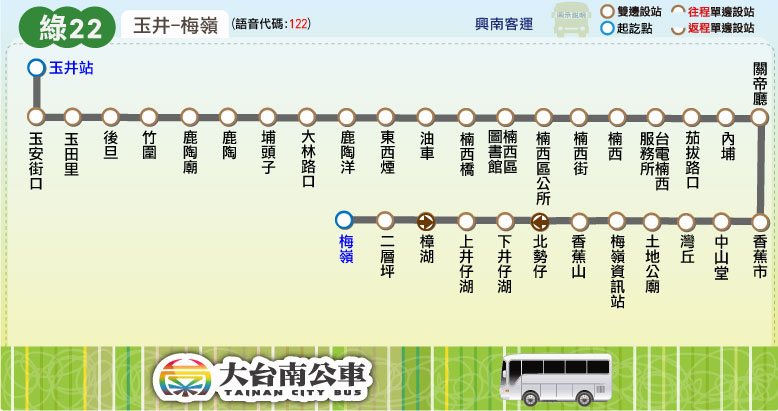 綠22
玉井-梅嶺
(語音代碼:122)
興南客運
雙邊設站
往程單邊設站
起訖點
返程單邊設站
玉井站
玉安街口
玉田里
後旦
竹圍
鹿陶廟
鹿陶
埔頭子
大林路口
鹿陶洋
東西煙
油車
楠西橋
楠西區
圖書館
楠西區公所
楠西街
楠西
台電楠西
服務所
茄拔路口
內埔
關帝廳
香蕉市
中山堂
灣丘
土地公廟
梅嶺資訊站
香蕉山
北勢仔
下井仔湖
上井仔湖
樟湖
二層坪
梅嶺
大台南公車
TAINAN CITY BUS